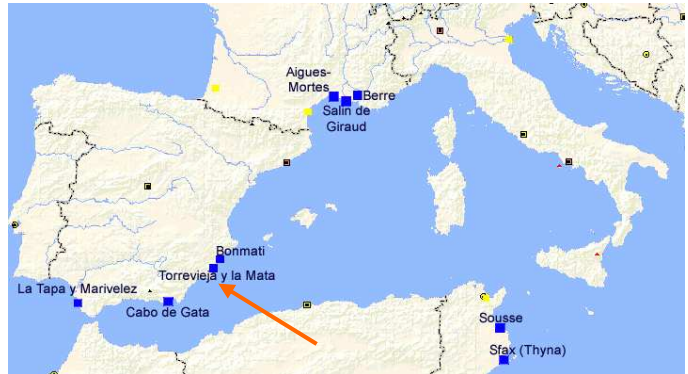 Aigues-
Mortes
Berre
Salin de
Giraud
Bonmati
Torrevieja y la Mata
La Tapa y Marivelez
Cabo de Gata
Sousse
Sfax (Thyna)